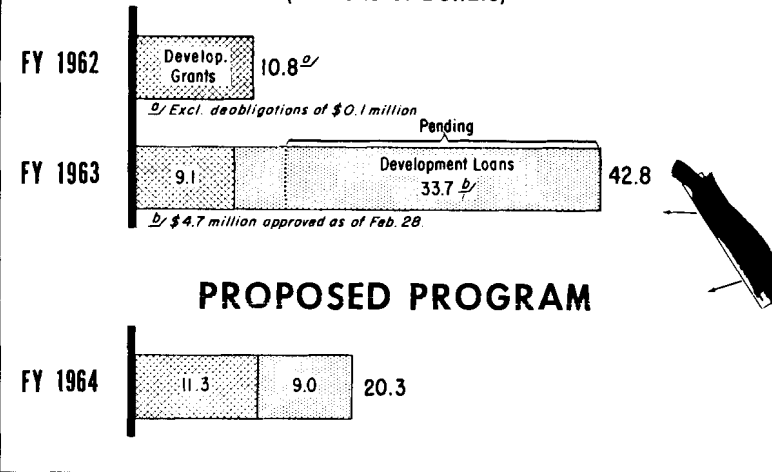 FY 1962
Develop.
Grants
10.8 a/
a/ Excl. deobligations of $0.1 million
Pending
FY 1963
9.1
Development Loans
33.7 b/
42.8
b/ $4.7 million approved as of Feb. 28.
PROPOSED PROGRAM
FY 1964
11.3
9.0
20.3